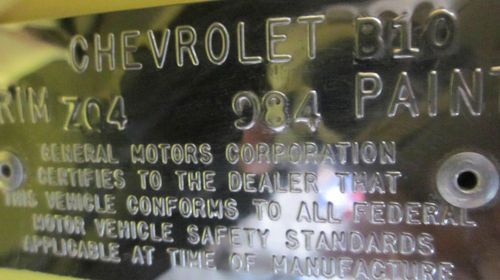 CHEVROLET B10
RIM Z04 984 PAINT
GENERAL MOTORS CORPORATION
CERTIFIES TO THE DEALER THAT
THIS VEHICLE CONFORMS TO ALL FEDERAL
MOTOR VEHICLE SAFETY STANDARDS
APPLICABLE AT TIME OF MANUFACTURE